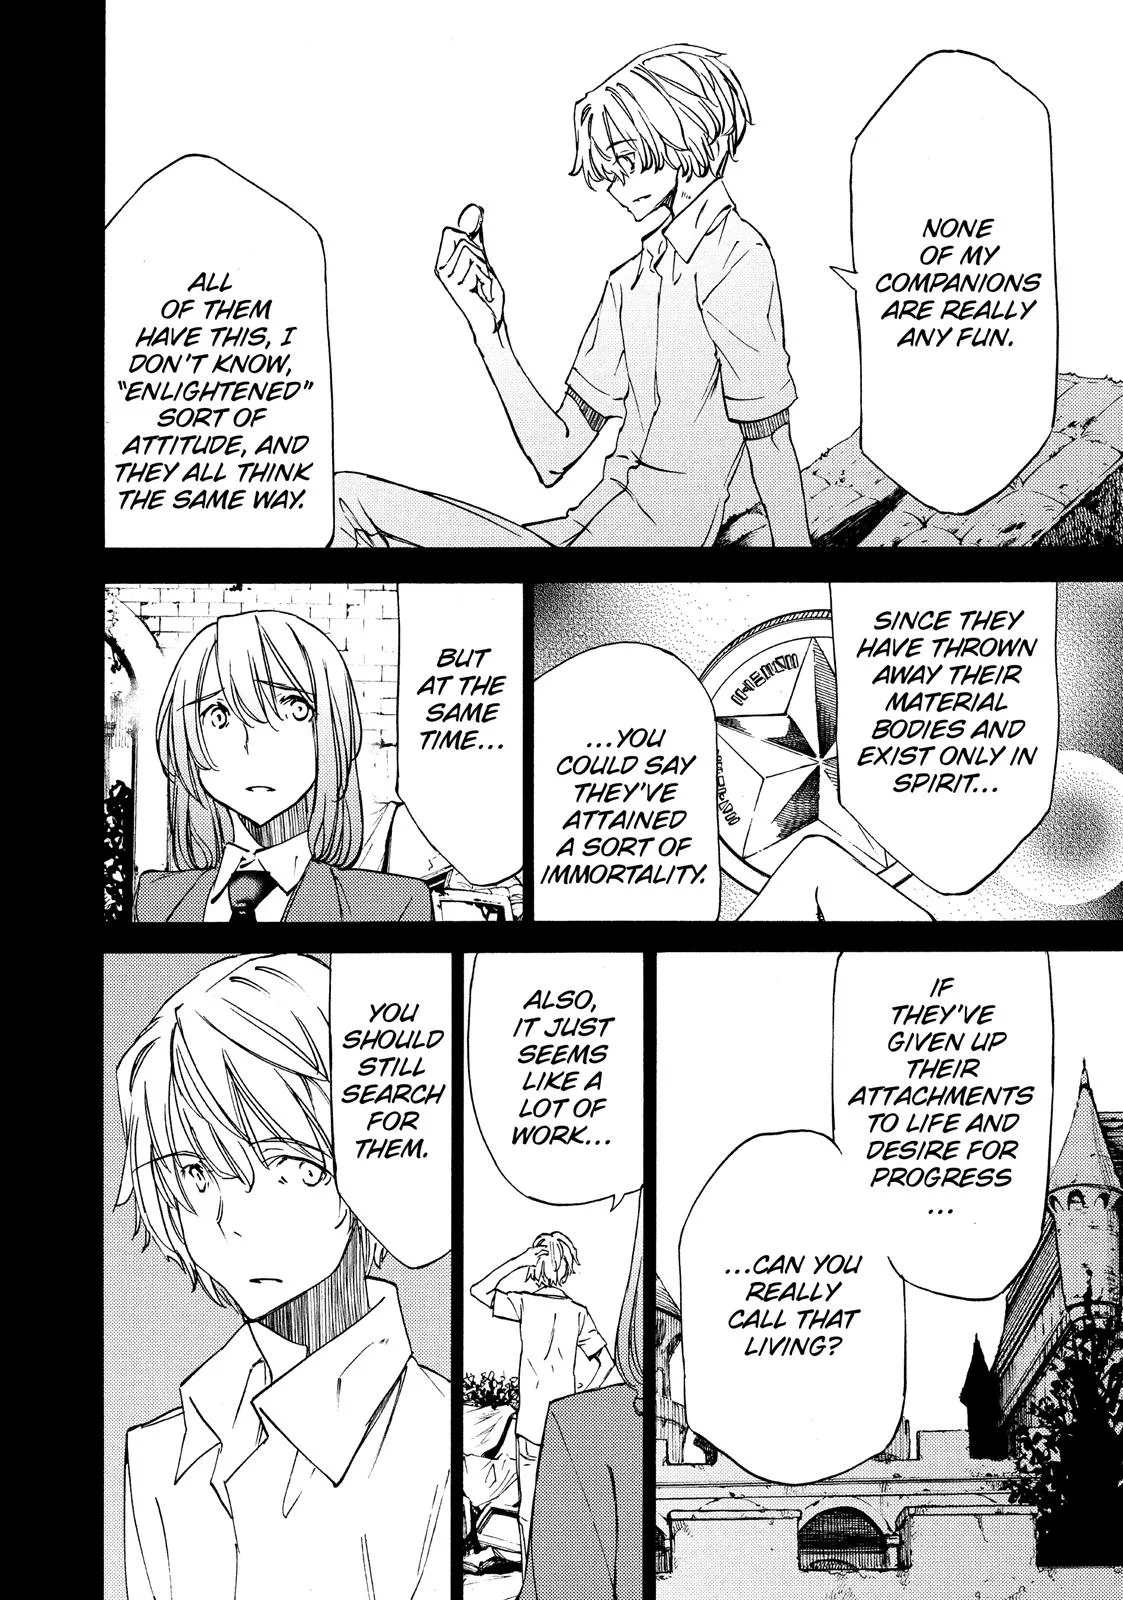 NONE
OF MY
COMPANIONS
ARE REALLY
ANY FUN.
ALL
OF THEM
HAVE THIS, I
DON'T KNOW,
"ENLIGHTENED"
SORT OF
ATTITUDE, AND
THEY ALL THINK
THE SAME WAY.
SINCE THEY
HAVE THROWN
AWAY THEIR
MATERIAL
BODIES AND
EXIST ONLY IN
SPIRIT...
...YOU
COULD SAY
THEY'VE
ATTAINED
A SORT OF
IMMORTALITY.
BUT
AT THE
SAME
TIME...
IF
THEY'VE
GIVEN UP
THEIR
ATTACHMENTS
TO LIFE AND
DESIRE FOR
PROGRESS
...
...CAN YOU
REALLY
CALL THAT
LIVING?
ALSO,
IT JUST
SEEMS
LIKE A
LOT OF
WORK...
YOU
SHOULD
STILL
SEARCH
FOR
THEM.